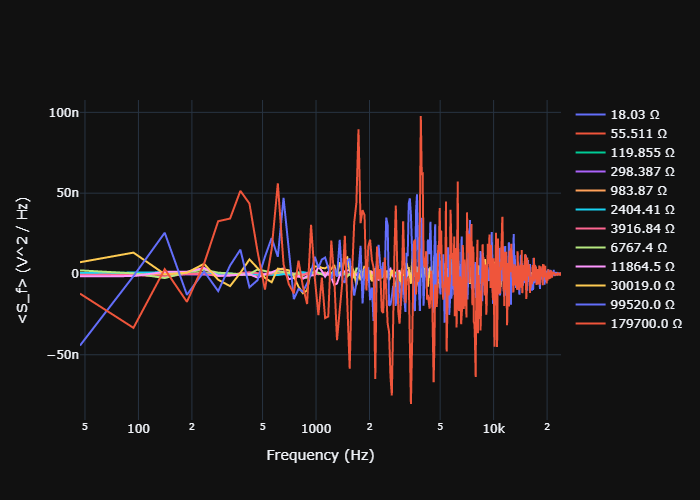 100n
50n
0
−50n
<S_f> (V^2 / Hz)
5
100
2
5
1000
2
5
10k
2
Frequency (Hz)
18.03 Ω
55.511 Ω
119.855 Ω
298.387 Ω
983.87 Ω
2404.41 Ω
3916.84 Ω
6767.4 Ω
11864.5 Ω
30019.0 Ω
99520.0 Ω
179700.0 Ω